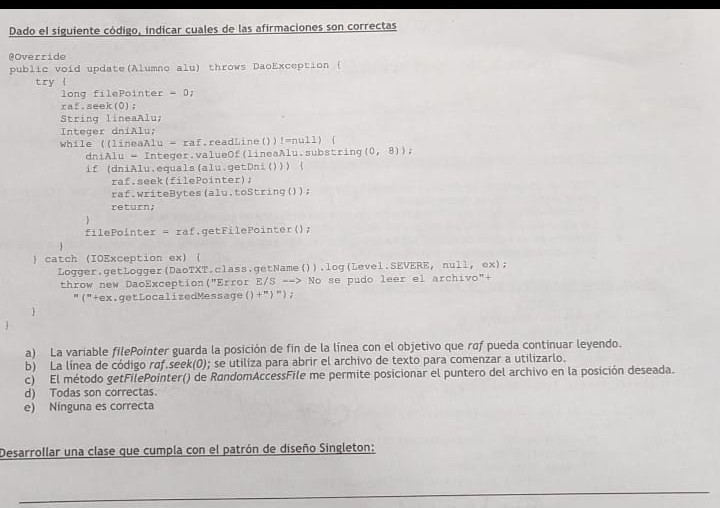 Dado el siguiente código, indicar cuales de las afirmaciones son correctas
@Override
public void update(Alumno alu) throws DaoException {
try {
long filePointer = 0;
raf.seek(0);
String lineaAlu;
Integer dniAlu;
while ((lineaAlu = raf.readLine())!=null) {
dniAlu = Integer.valueOf(lineaAlu.substring(0, 8));
if (dniAlu.equals(alu.getDni())) {
raf.seek(filePointer);
raf.writeBytes(alu.toString());
return;
}
filePointer = raf.getFilePointer();
}
} catch (IOException ex) {
Logger.getLogger(DaoTXT.class.getName()).log(Level.SEVERE, null, ex);
throw new DaoException("Error E/S --> No se pudo leer el archivo"+
"("+ex.getLocalizedMessage()+")");
}
}
a) La variable filePointer guarda la posición de fin de la línea con el objetivo que raf pueda continuar leyendo.
b) La línea de código raf.seek(0); se utiliza para abrir el archivo de texto para comenzar a utilizarlo.
c) El método getFilePointer() de RandomAccessFile me permite posicionar el puntero del archivo en la posición deseada.
d) Todas son correctas.
e) Ninguna es correcta
Desarrollar una clase que cumpla con el patrón de diseño Singleton: